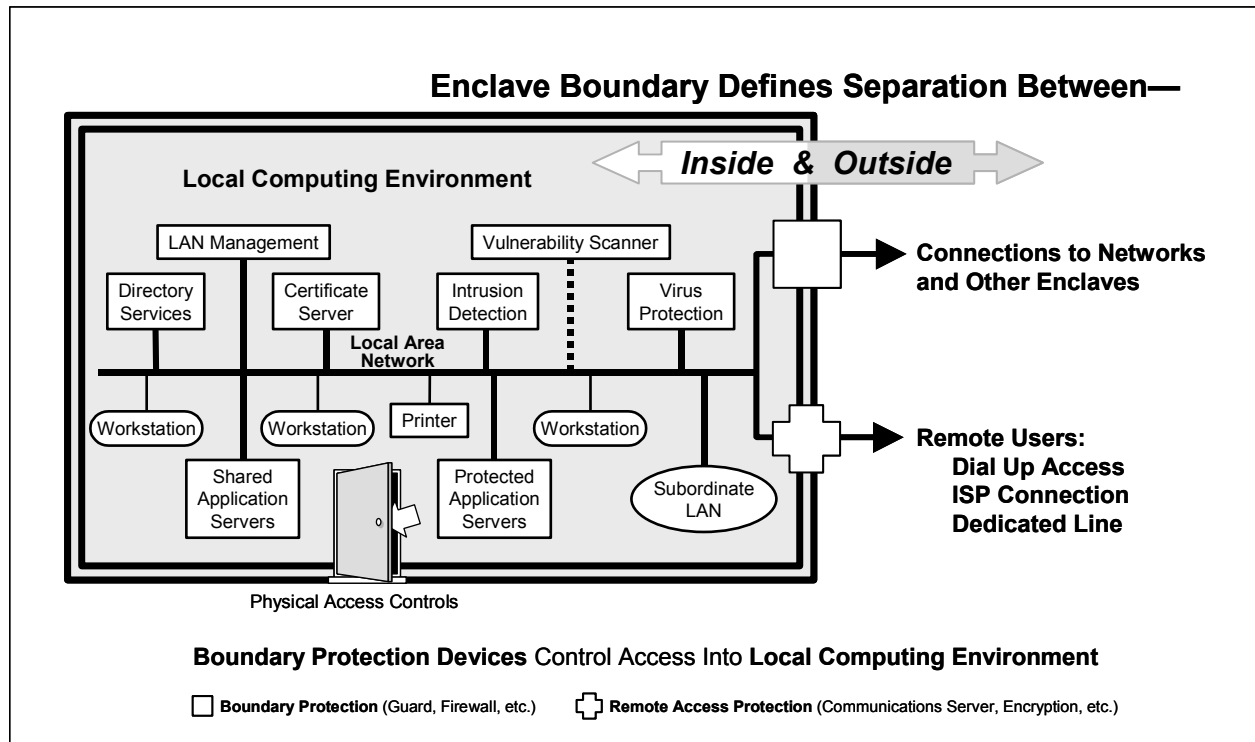 Enclave Boundary Defines Separation Between—
Inside & Outside
Local Computing Environment
LAN Management
Vulnerability Scanner
Directory
Services
Certificate
Server
Intrusion
Detection
Virus
Protection
Local Area
Network
Workstation
Workstation
Printer
Workstation
Shared
Application
Servers
Protected
Application
Servers
Subordinate
LAN
Connections to Networks
and Other Enclaves
Remote Users:
Dial Up Access
ISP Connection
Dedicated Line
Physical Access Controls
Boundary Protection Devices Control Access Into Local Computing Environment
Boundary Protection (Guard, Firewall, etc.)
Remote Access Protection (Communications Server, Encryption, etc.)